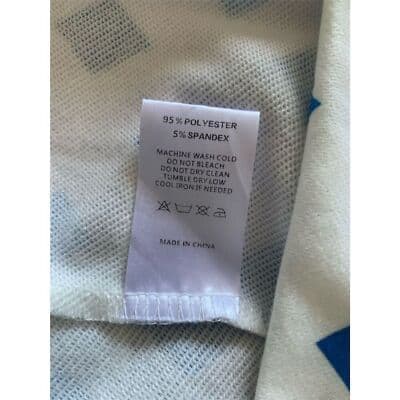 95 % POLYESTER
5% SPANDEX
MACHINE WASH COLD
DO NOT BLEACH
DO NOT DRY CLEAN
TUMBLE DRY LOW
COOL IRON IF NEEDED
MADE IN CHINA